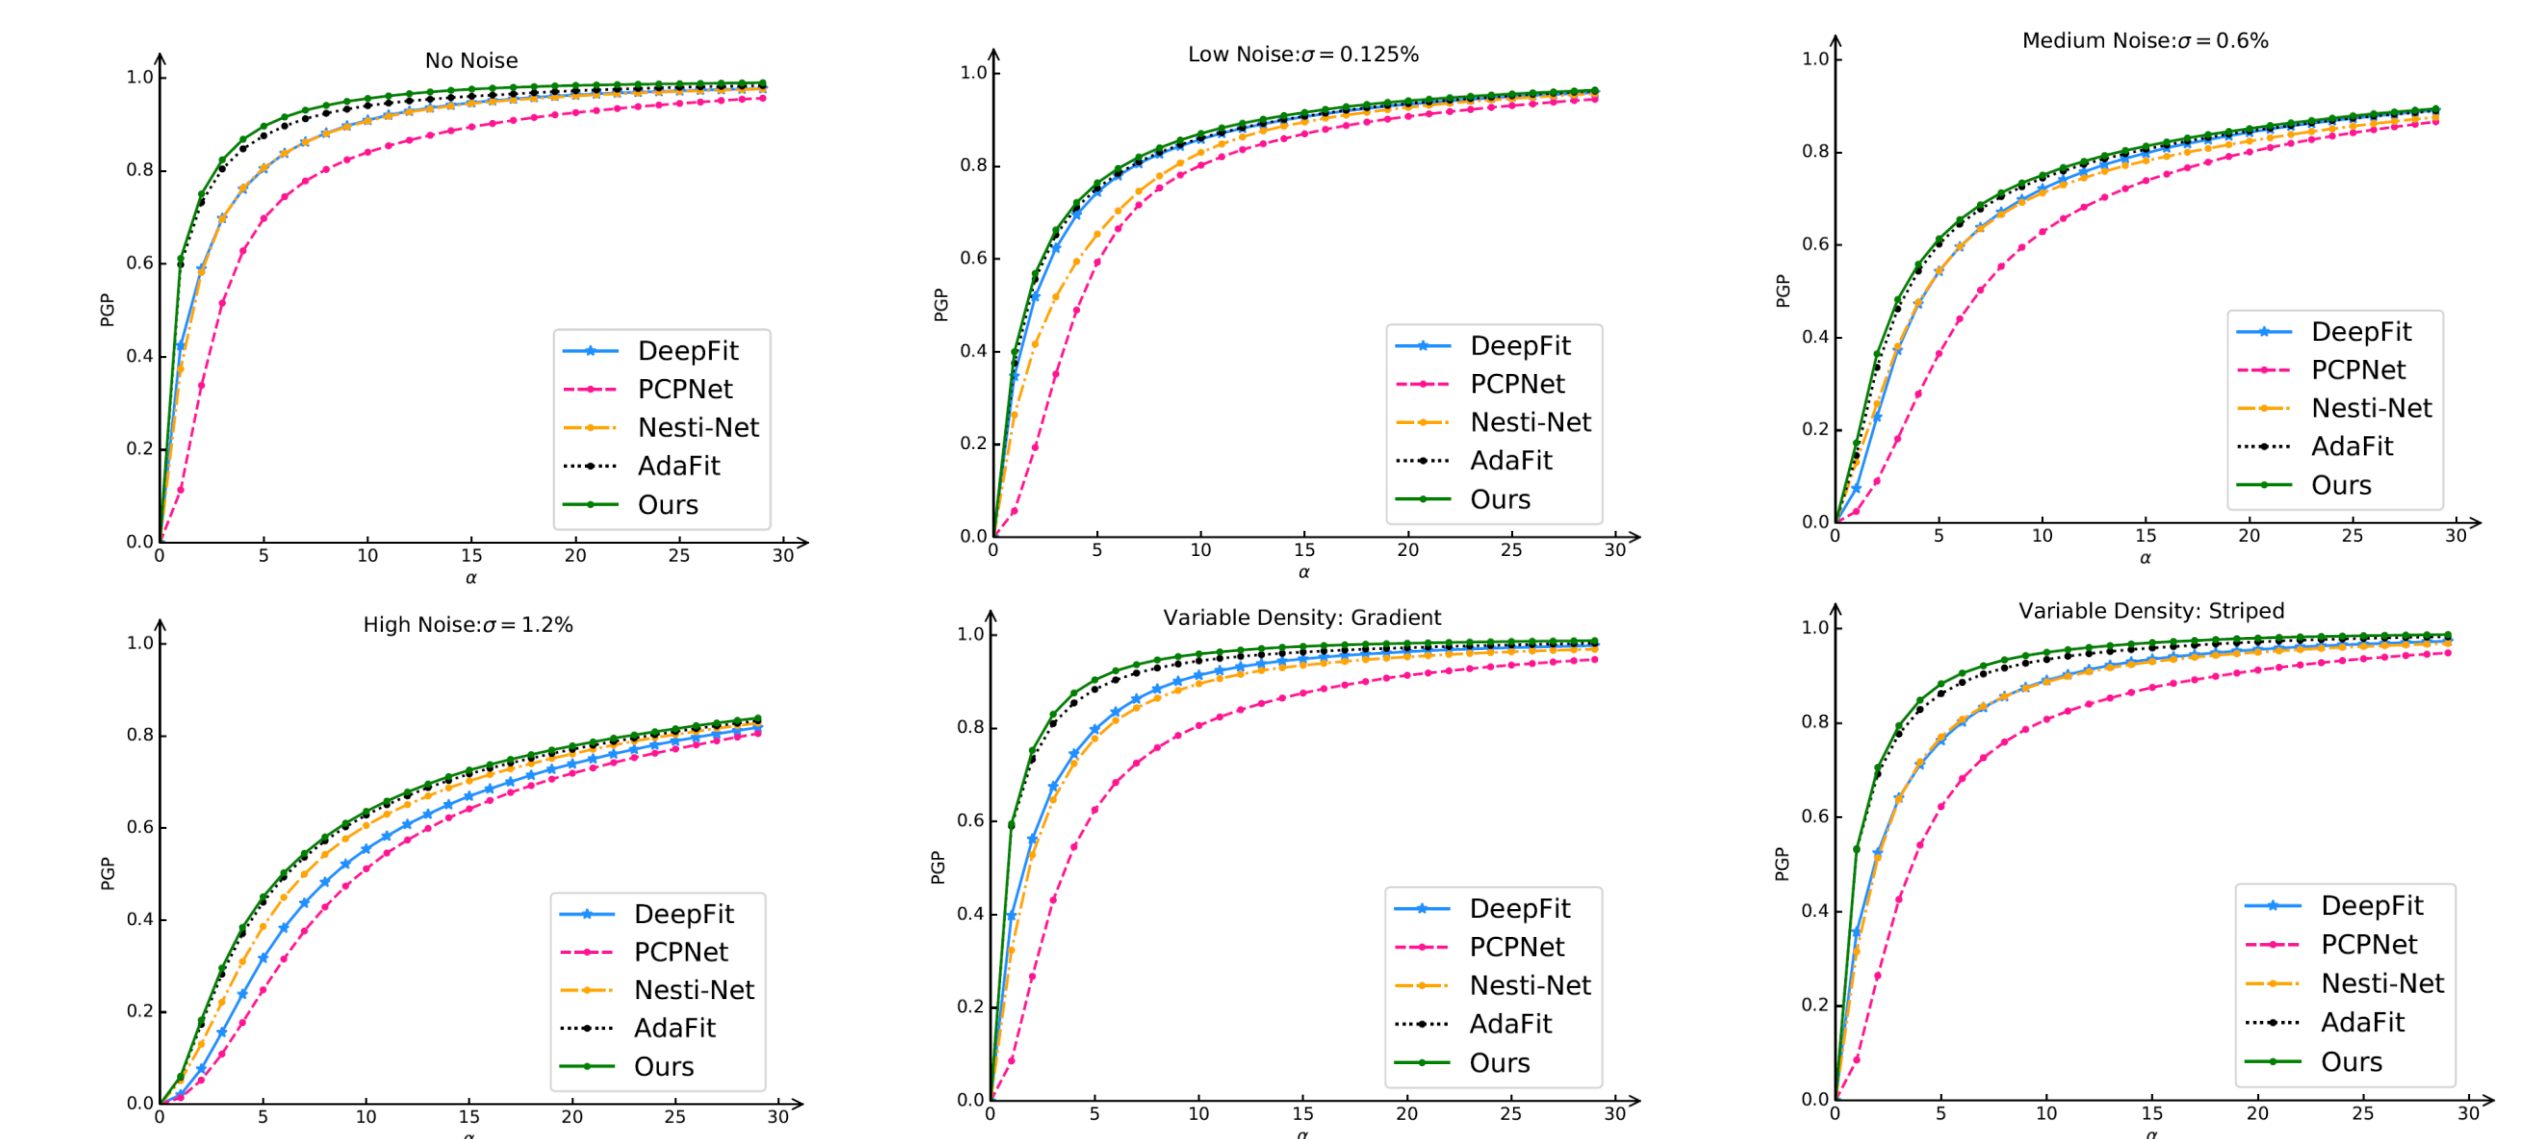 No Noise
1.0
0.8
0.6
0.4
0.2
0.0
PGP
0 5 10 15 20 25 30
α
DeepFit
PCPNet
Nesti-Net
AdaFit
Ours
Low Noise:σ = 0.125%
1.0
0.8
0.6
0.4
0.2
0.0
PGP
0 5 10 15 20 25 30
α
DeepFit
PCPNet
Nesti-Net
AdaFit
Ours
Medium Noise:σ = 0.6%
1.0
0.8
0.6
0.4
0.2
0.0
PGP
0 5 10 15 20 25 30
α
DeepFit
PCPNet
Nesti-Net
AdaFit
Ours
High Noise:σ = 1.2%
1.0
0.8
0.6
0.4
0.2
0.0
PGP
0 5 10 15 20 25 30
α
DeepFit
PCPNet
Nesti-Net
AdaFit
Ours
Variable Density: Gradient
1.0
0.8
0.6
0.4
0.2
0.0
PGP
0 5 10 15 20 25 30
α
DeepFit
PCPNet
Nesti-Net
AdaFit
Ours
Variable Density: Striped
1.0
0.8
0.6
0.4
0.2
0.0
PGP
0 5 10 15 20 25 30
α
DeepFit
PCPNet
Nesti-Net
AdaFit
Ours